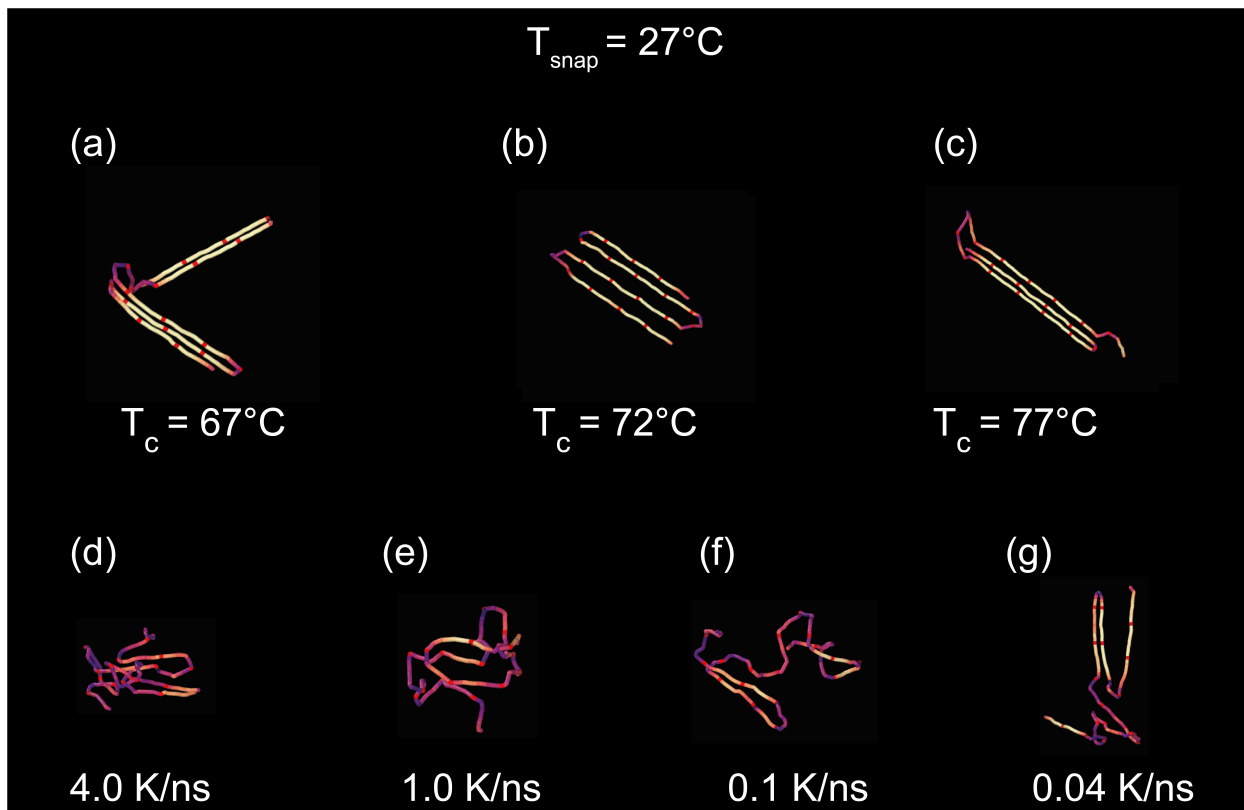 T_snap = 27°C
(a) (b) (c)
T_c = 67°C T_c = 72°C T_c = 77°C
(d) (e) (f) (g)
4.0 K/ns 1.0 K/ns 0.1 K/ns 0.04 K/ns